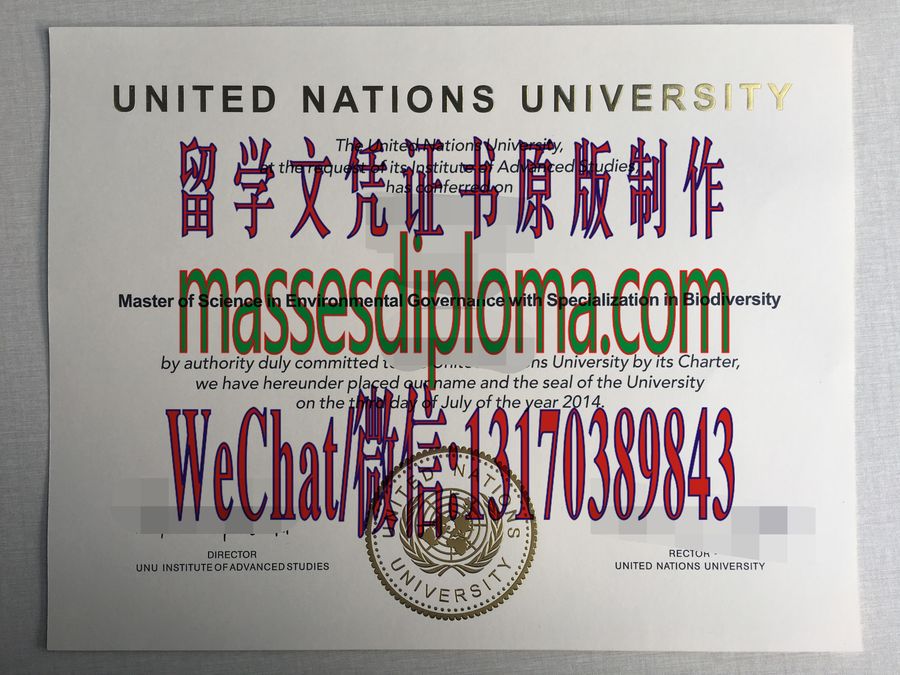 UNITED NATIONS UNIVERSITY
The United Nations University,
at the request of its Institute of Advanced Studies,
has conferred on
留学文凭证书原版制作
massesdiploma.com
Master of Science in Environmental Governance with Specialization in Biodiversity
by authority duly committed to the United Nations University by its Charter,
we have hereunder placed our name and the seal of the University
on the third day of July of the year 2014.
WeChat/微信:13170389843
UNITED NATIONS
UNIVERSITY
DIRECTOR
UNU INSTITUTE OF ADVANCED STUDIES
RECTOR
UNITED NATIONS UNIVERSITY